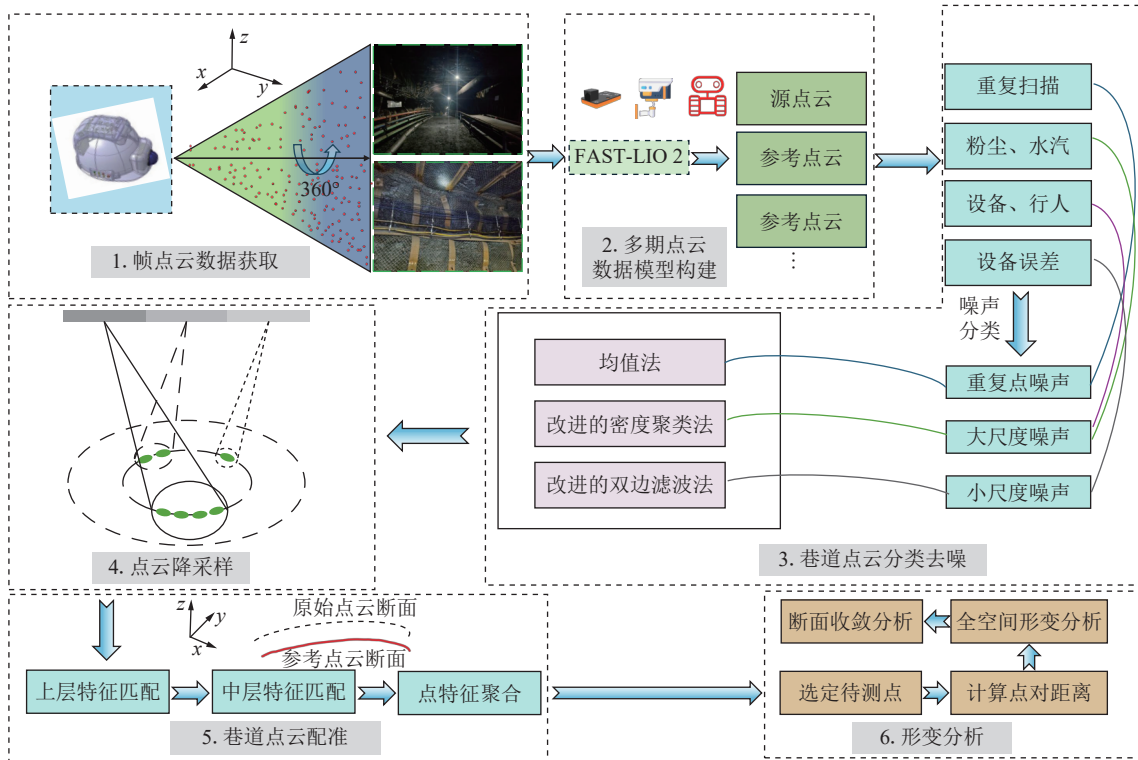 z
x
y
360°
1. 帧点云数据获取
FAST-LIO 2
源点云
参考点云
参考点云
⋮
2. 多期点云
数据模型构建
重复扫描
粉尘、水汽
设备、行人
设备误差
噪声
分类
重复点噪声
大尺度噪声
小尺度噪声
均值法
改进的密度聚类法
改进的双边滤波法
3. 巷道点云分类去噪
4. 点云降采样
z
y
x
原始点云断面
参考点云断面
上层特征匹配
中层特征匹配
点特征聚合
5. 巷道点云配准
断面收敛分析
全空间形变分析
选定待测点
计算点对距离
6. 形变分析